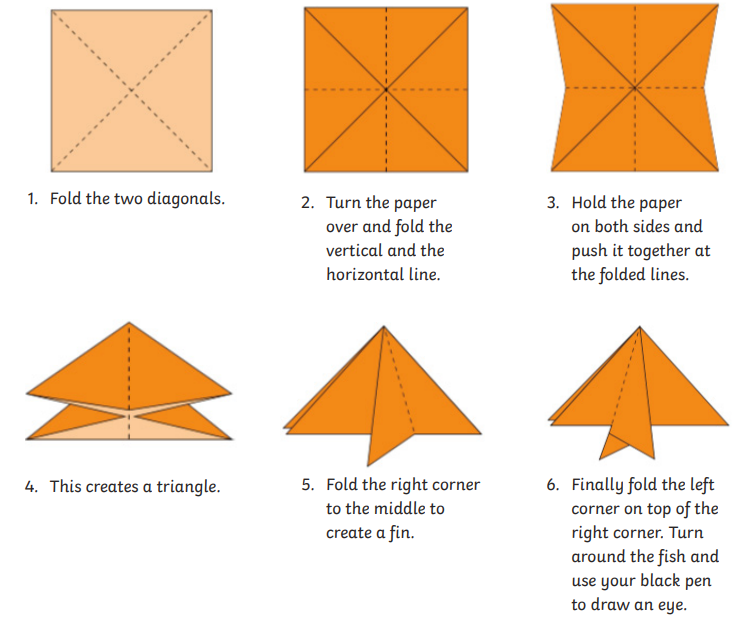 1. Fold the two diagonals.
2. Turn the paper
over and fold the
vertical and the
horizontal line.
3. Hold the paper
on both sides and
push it together at
the folded lines.
4. This creates a triangle.
5. Fold the right corner
to the middle to
create a fin.
6. Finally fold the left
corner on top of the
right corner. Turn
around the fish and
use your black pen
to draw an eye.